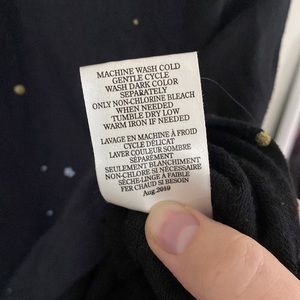 MACHINE WASH COLD
GENTLE CYCLE
WASH DARK COLOR
SEPARATELY
ONLY NON-CHLORINE BLEACH
WHEN NEEDED
TUMBLE DRY LOW
WARM IRON IF NEEDED
LAVAGE EN MACHINE À FROID
CYCLE DÉLICAT
LAVER COULEUR SOMBRE
SÉPARÉMENT
SEULEMENT BLANCHIMENT
NON-CHLORE SI NÉCESSAIRE
SÈCHE-LINGE A FAIBLE
FER CHAUD SI BESOIN
Aug 2019